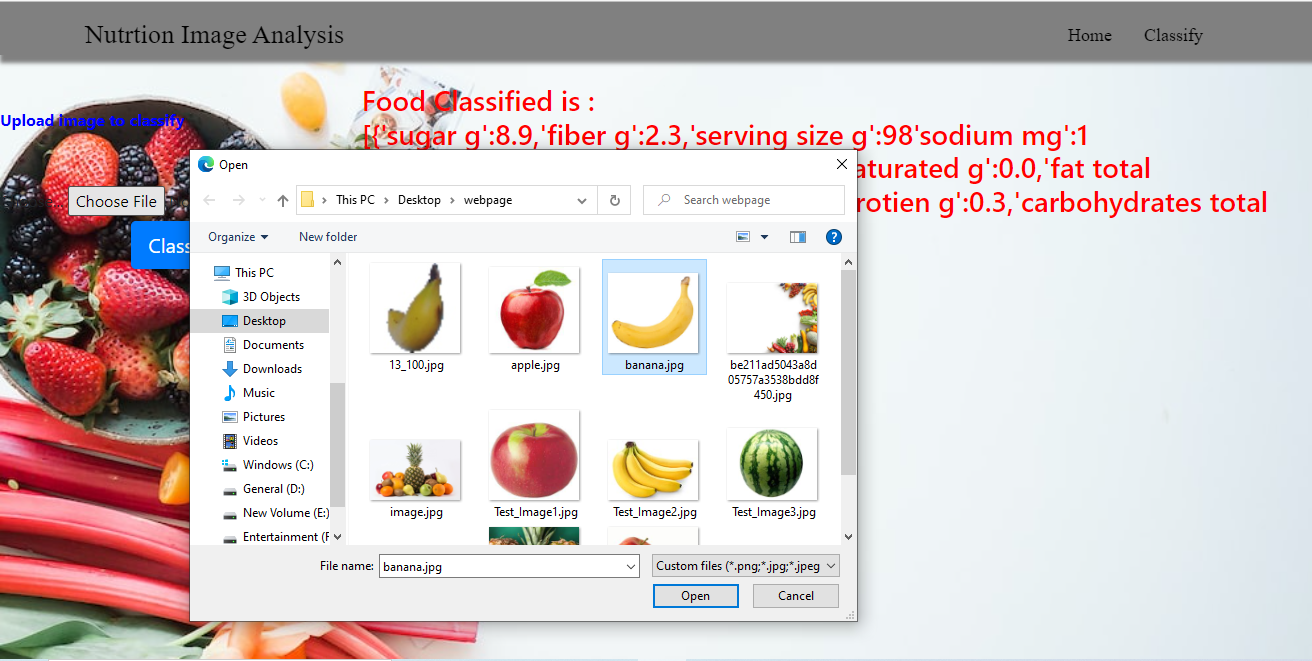 Nutrtion Image Analysis
Home
Classify
Food Classified is :
[{'sugar g':8.9,'fiber g':2.3,'serving size g':98'sodium mg':1
aturated g':0.0,'fat total
rotien g':0.3,'carbohydrates total
Upload image to classify
Choose File
Class
Open
This PC > Desktop > webpage
Search webpage
Organize
New folder
This PC
3D Objects
Desktop
Documents
Downloads
Music
Pictures
Videos
Windows (C:)
General (D:)
New Volume (E:)
Entertainment (F
13_100.jpg
apple.jpg
banana.jpg
be211ad5043a8d
05757a3538bdd8f
450.jpg
image.jpg
Test_Image1.jpg
Test_Image2.jpg
Test_Image3.jpg
File name:
banana.jpg
Custom files (*.png;*.jpg;*.jpeg
Open
Cancel